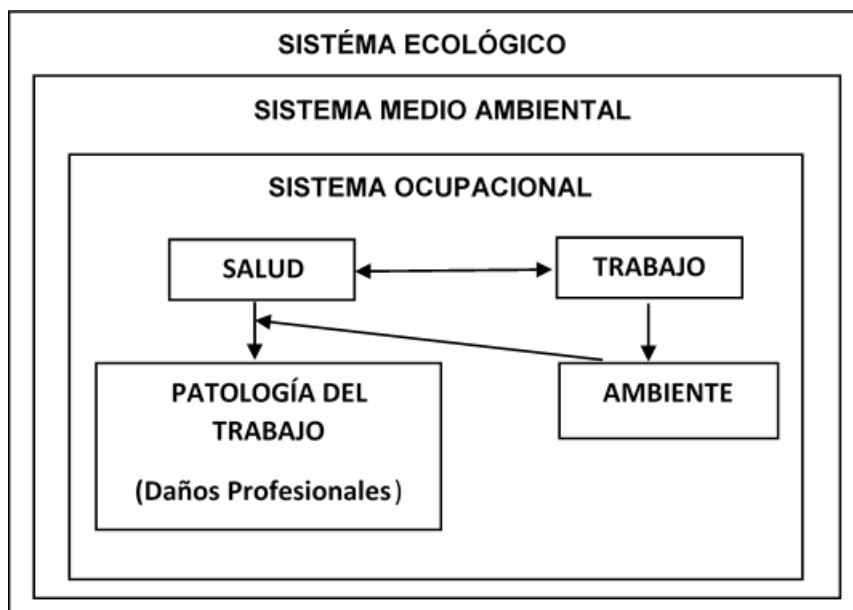 SISTÉMA ECOLÓGICO
SISTEMA MEDIO AMBIENTAL
SISTEMA OCUPACIONAL
SALUD
TRABAJO
PATOLOGÍA DEL
TRABAJO
(Daños Profesionales)
AMBIENTE